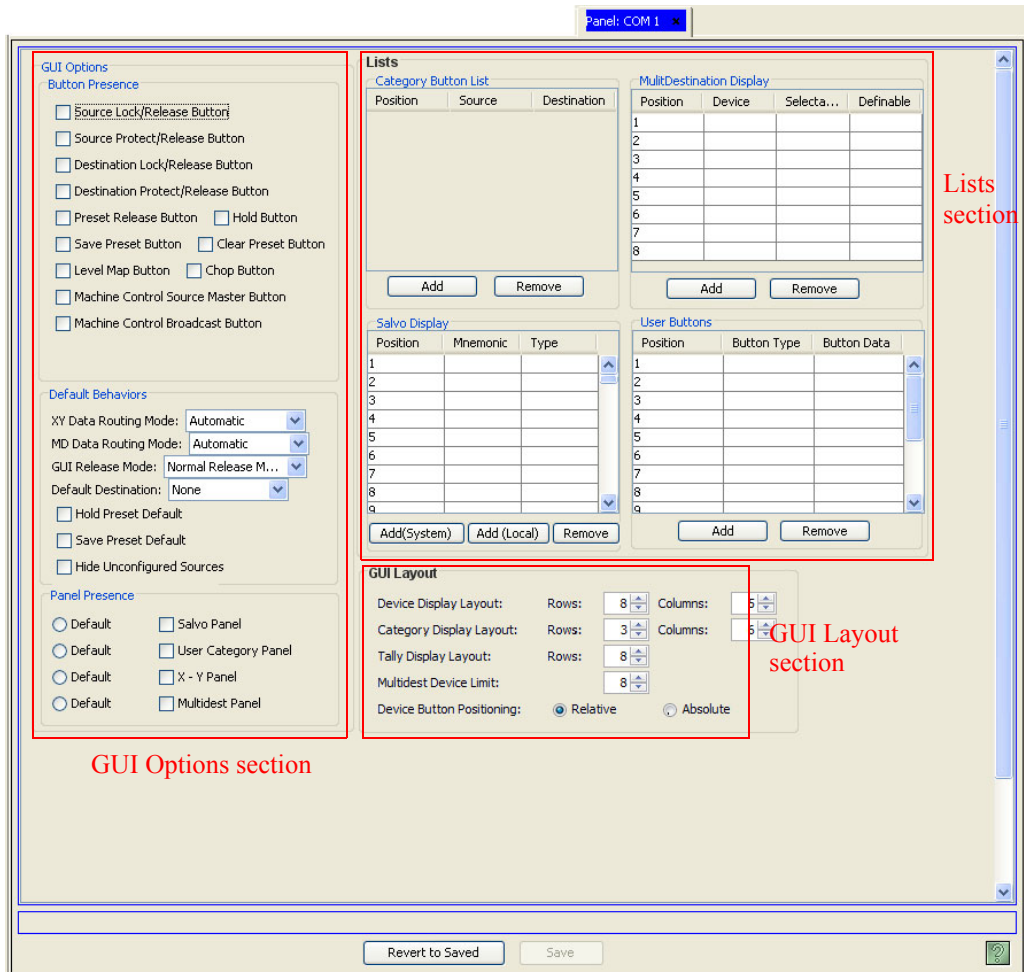 Panel: COM 1
GUI Options
Button Presence
Source Lock/Release Button
Source Protect/Release Button
Destination Lock/Release Button
Destination Protect/Release Button
Preset Release Button Hold Button
Save Preset Button Clear Preset Button
Level Map Button Chop Button
Machine Control Source Master Button
Machine Control Broadcast Button
Default Behaviors
XY Data Routing Mode: Automatic
MD Data Routing Mode: Automatic
GUI Release Mode: Normal Release M...
Default Destination: None
Hold Preset Default
Save Preset Default
Hide Unconfigured Sources
Panel Presence
Default Salvo Panel
Default User Category Panel
Default X - Y Panel
Default Multidest Panel
GUI Options section
Lists
Category Button List
Position Source Destination
Add Remove
MulitDestination Display
Position Device Selecta... Definable
1
2
3
4
5
6
7
8
Add Remove
Lists
section
Salvo Display
Position Mnemonic Type
1
2
3
4
5
6
7
8
9
Add(System) Add (Local) Remove
User Buttons
Position Button Type Button Data
1
2
3
4
5
6
7
8
9
Add Remove
GUI Layout
Device Display Layout: Rows: 8 Columns:
Category Display Layout: Rows: 3 Columns:
Tally Display Layout: Rows: 8
Multidest Device Limit: 8
Device Button Positioning: Relative Absolute
GUI Layout
section
Revert to Saved Save
?